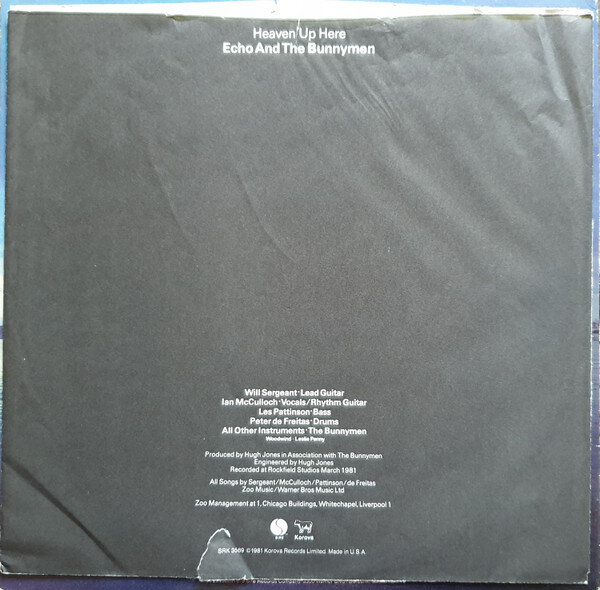 Heaven Up Here
Echo And The Bunnymen
Will Sergeant·Lead Guitar
Ian McCulloch·Vocals/Rhythm Guitar
Les Pattinson·Bass
Peter de Freitas·Drums
All Other Instruments·The Bunnymen
Woodwind·Leslie Penny
Produced by Hugh Jones in Association with The Bunnymen
Engineered by Hugh Jones
Recorded at Rockfield Studios March 1981
All Songs by Sergeant/McCulloch/Pattinson/de Freitas
Zoo Music/Warner Bros Music Ltd
Zoo Management at 1, Chicago Buildings, Whitechapel, Liverpool 1
SIRE Korova
SRK 3569 ©1981 Korova Records Limited. Made in U.S.A.